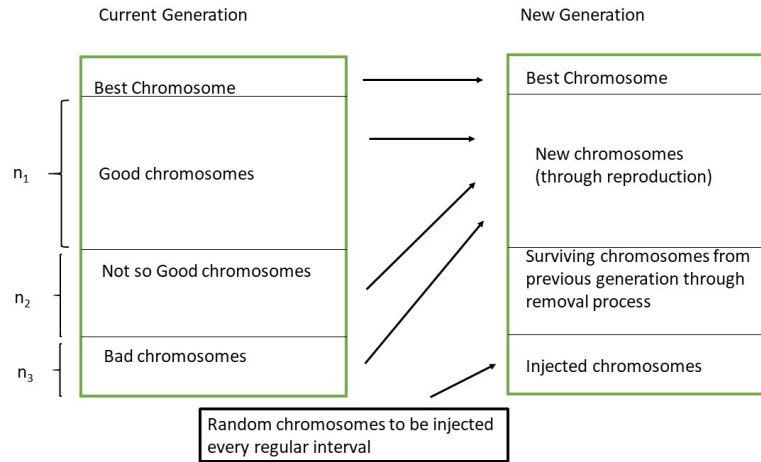 Current Generation
New Generation
Best Chromosome
Best Chromosome
n1
Good chromosomes
New chromosomes
(through reproduction)
n2
Not so Good chromosomes
Surviving chromosomes from
previous generation through
removal process
n3
Bad chromosomes
Injected chromosomes
Random chromosomes to be injected
every regular interval